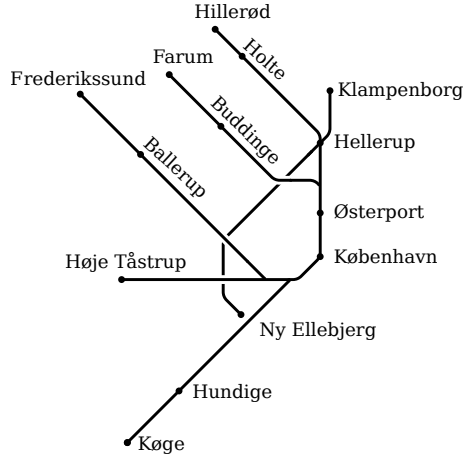 Hillerød
Farum
Holte
Frederikssund
Klampenborg
Buddinge
Hellerup
Ballerup
Østerport
København
Høje Tåstrup
Ny Ellebjerg
Hundige
Køge